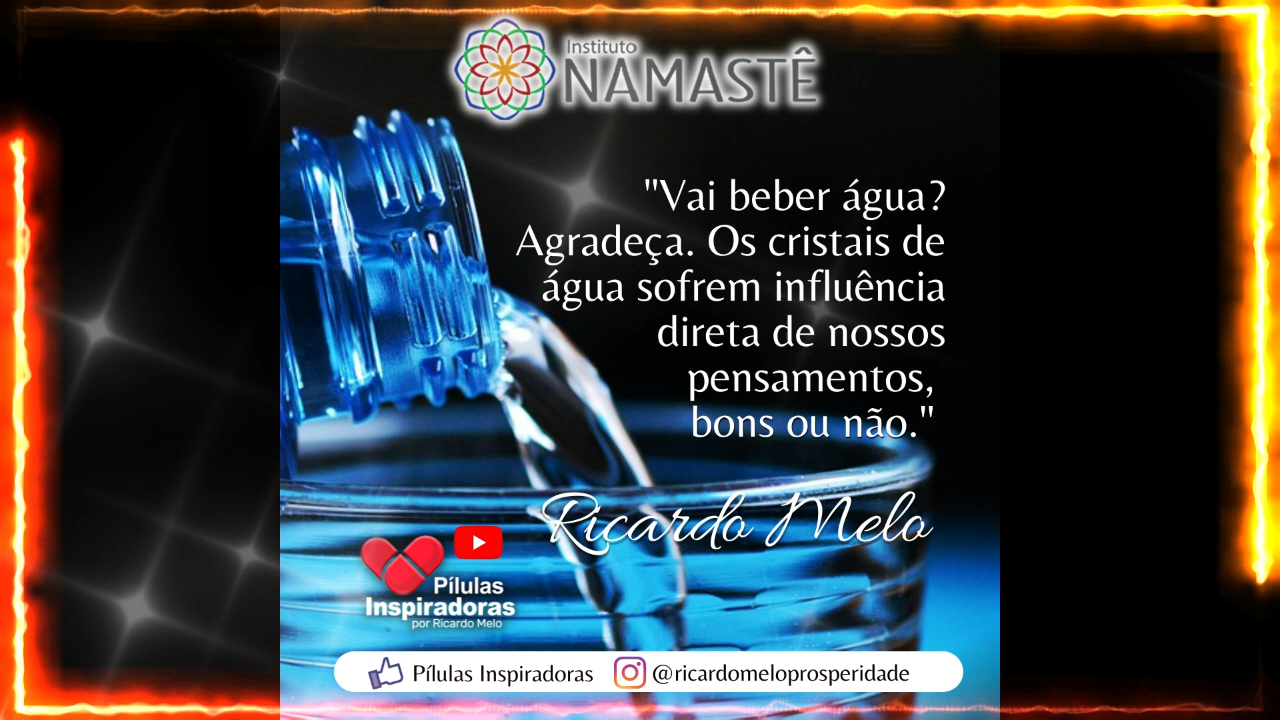 Instituto
NAMASTÊ
"Vai beber água?
Agradeça. Os cristais de
água sofrem influência
direta de nossos
pensamentos,
bons ou não."
Ricardo Melo
Pílulas
Inspiradoras
por Ricardo Melo
Pílulas Inspiradoras @ricardomeloprosperidade